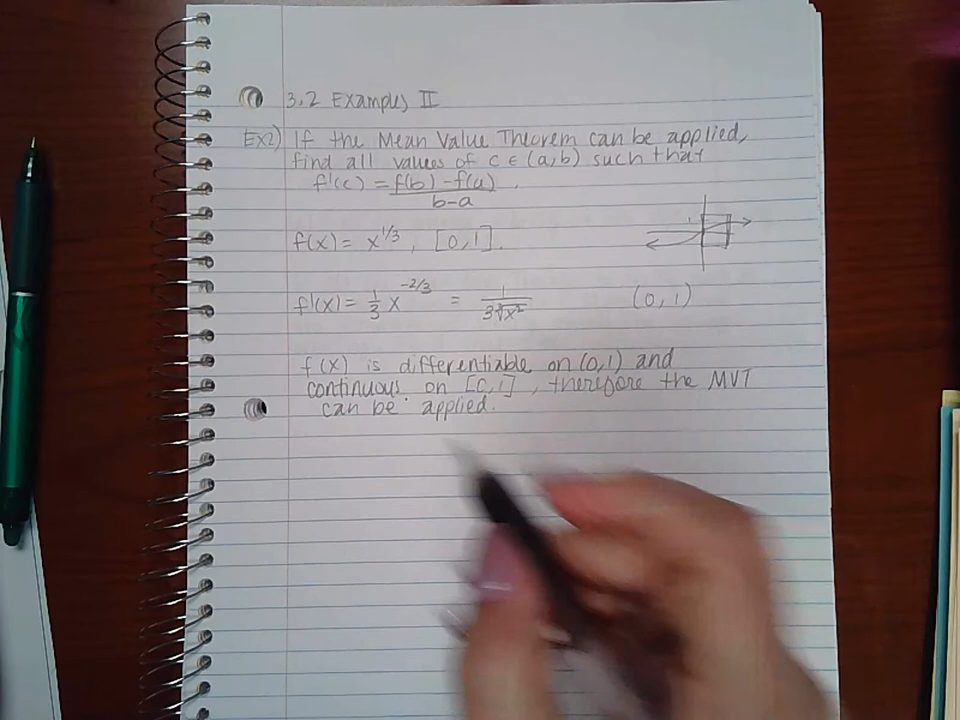 3.2 Examples II
Ex2) If the Mean Value Theorem can be applied,
find all values of c ∈ (a,b) such that
f'(c) = f(b) - f(a) / b-a .
f(x) = x^1/3 , [0,1].
f'(x) = 1/3 x^-2/3 = 1/3∛x² (0,1)
f(x) is differentiable on (0,1) and
continuous on [0,1] , therefore the MVT
can be applied.